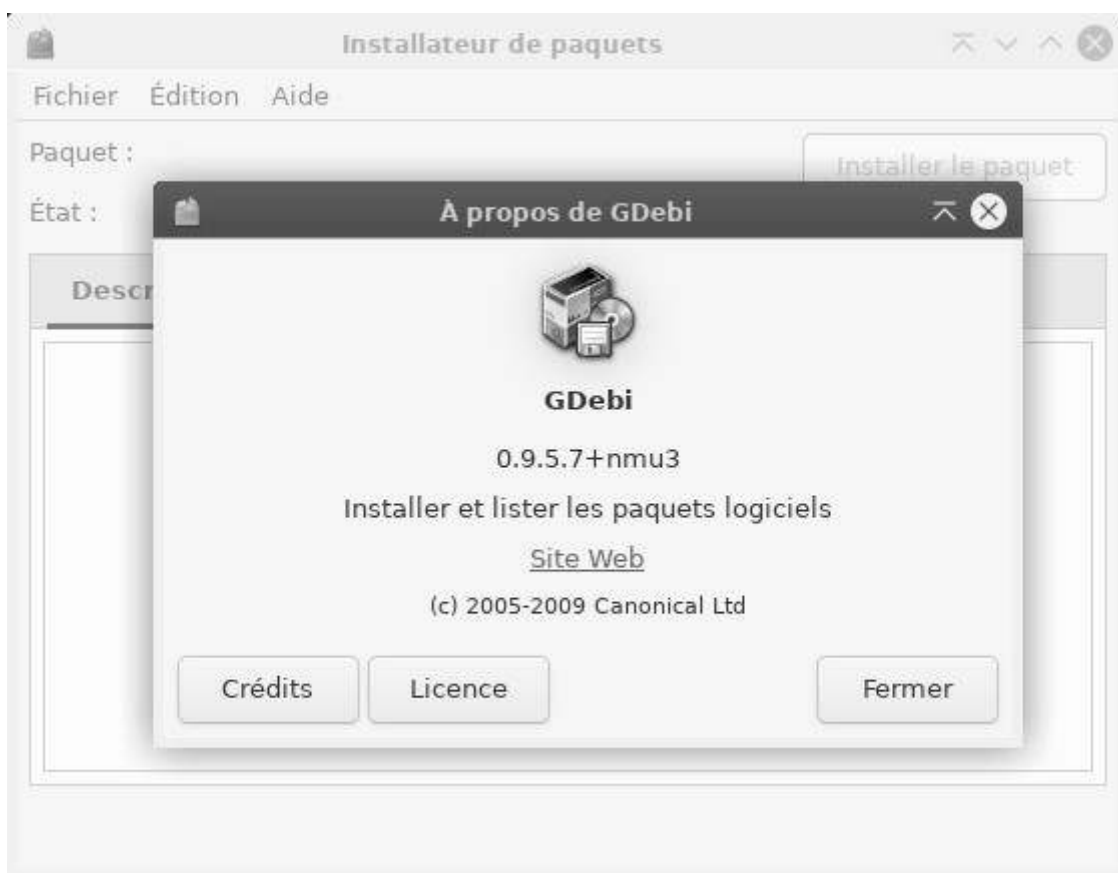 Installateur de paquets
Fichier Édition Aide
Paquet :
Installer le paquet
État :
Descr
À propos de GDebi
GDebi
0.9.5.7+nmu3
Installer et lister les paquets logiciels
Site Web
(c) 2005-2009 Canonical Ltd
Crédits Licence Fermer